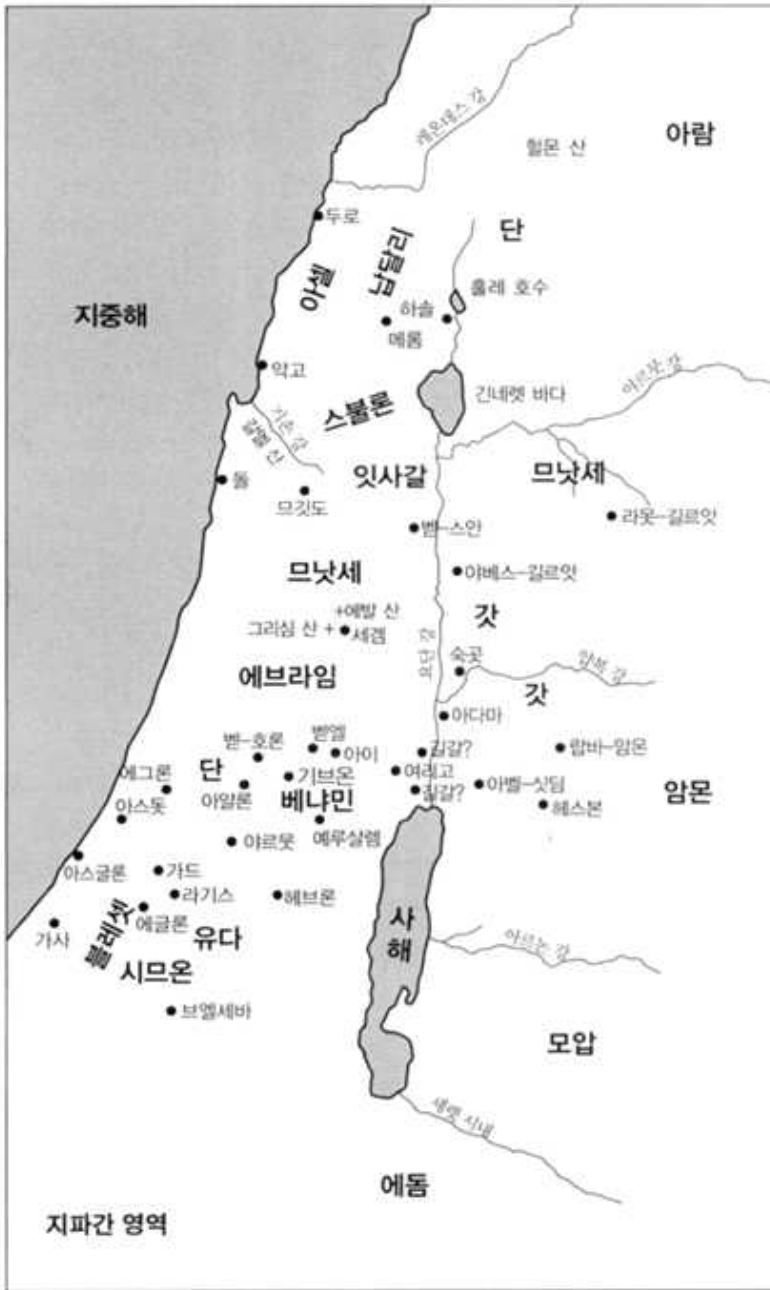 레온테스 강
아람
헐몬 산
두로
단
납달리
아셀
훌레 호수
하솔
메롬
지중해
악고
긴네렛 바다
야르뭇 강
스불론
기손 강
갈멜 산
잇사갈
므낫세
돌
므깃도
라못–길르앗
벧–스안
므낫세
야베스–길르앗
+에발 산
그리심 산 +
세겜
갓
요단 강
숙곳
얍복 강
에브라임
갓
아다마
벧엘
벧–호론
아이
길갈?
랍바–암몬
단
기브온
여리고
에그론
아얄론
베냐민
길갈?
아벨–싯딤
암몬
아스돗
헤스본
예루살렘
야르뭇
아스글론
가드
라기스
헤브론
에글론
사해
가사
블레셋
유다
아르논 강
시므온
브엘세바
모압
세렛 시내
에돔
지파간 영역